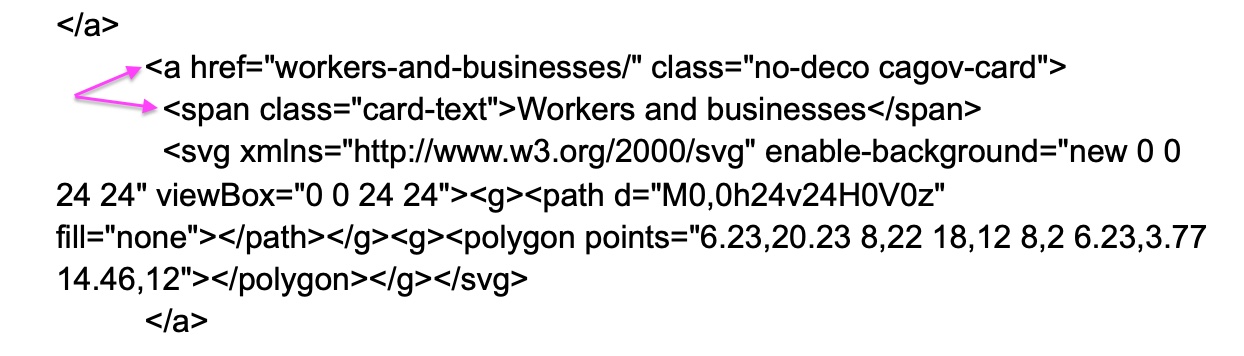 </a>
<a href="workers-and-businesses/" class="no-deco cagov-card">
<span class="card-text">Workers and businesses</span>
<svg xmlns="http://www.w3.org/2000/svg" enable-background="new 0 0
24 24" viewBox="0 0 24 24"><g><path d="M0,0h24v24H0V0z"
fill="none"></path></g><g><polygon points="6.23,20.23 8,22 18,12 8,2 6.23,3.77
14.46,12"></polygon></g></svg>
</a>